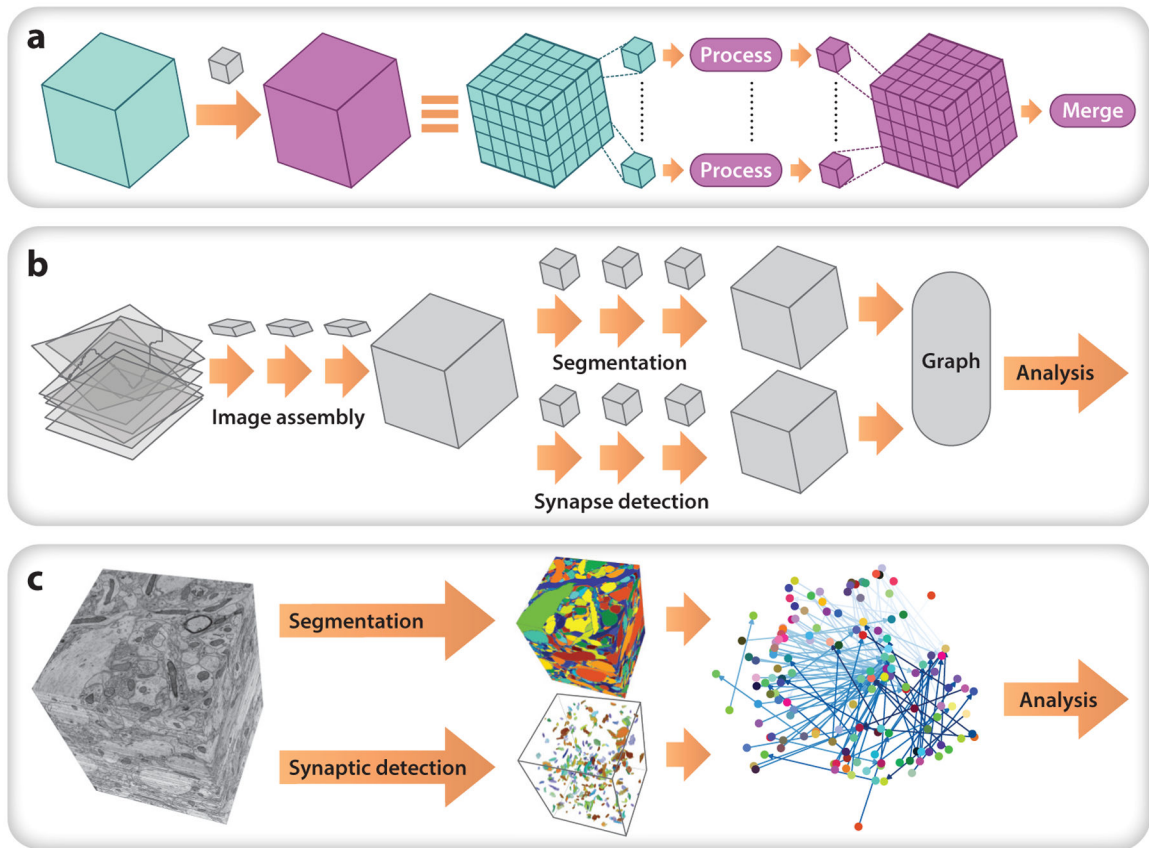 a
Process
Process
Merge
b
Image assembly
Segmentation
Synapse detection
Graph
Analysis
c
Segmentation
Synaptic detection
Analysis